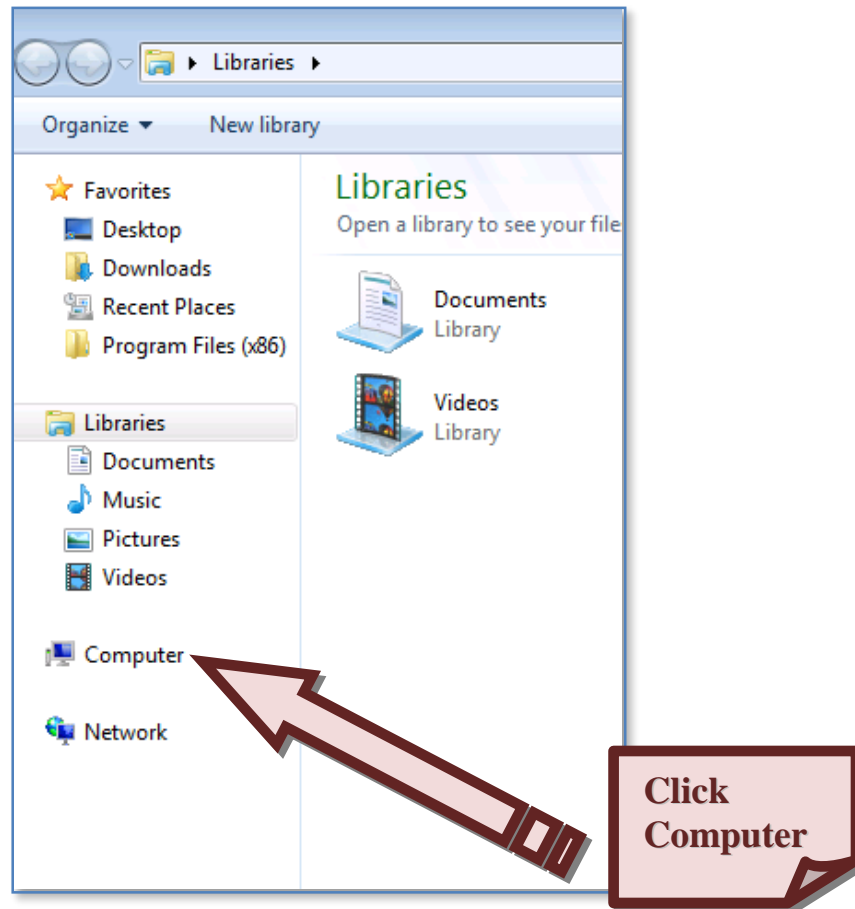 Libraries
Organize New library
Favorites
Desktop
Downloads
Recent Places
Program Files (x86)
Libraries
Documents
Music
Pictures
Videos
Computer
Network
Libraries
Open a library to see your file
Documents
Library
Videos
Library
Click
Computer